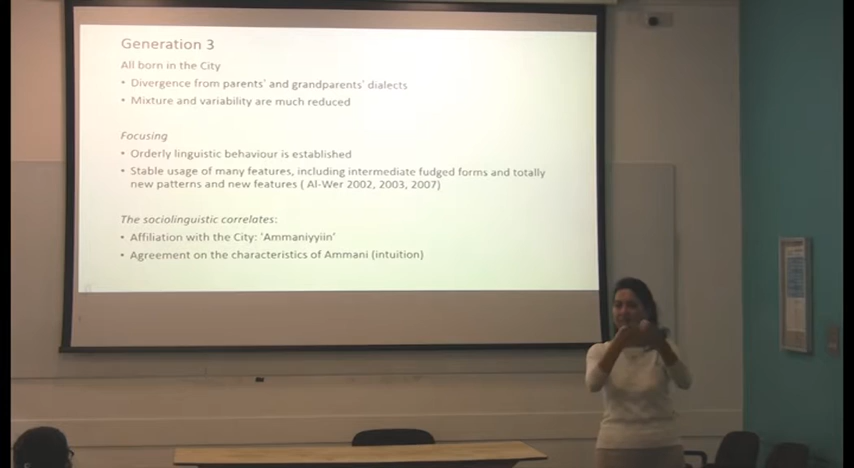 Generation 3
All born in the City
• Divergence from parents' and grandparents' dialects
• Mixture and variability are much reduced
Focusing
• Orderly linguistic behaviour is established
• Stable usage of many features, including intermediate fudged forms and totally
new patterns and new features ( Al-Wer 2002, 2003, 2007)
The sociolinguistic correlates:
• Affiliation with the City: 'Ammaniyyiin'
• Agreement on the characteristics of Ammani (intuition)